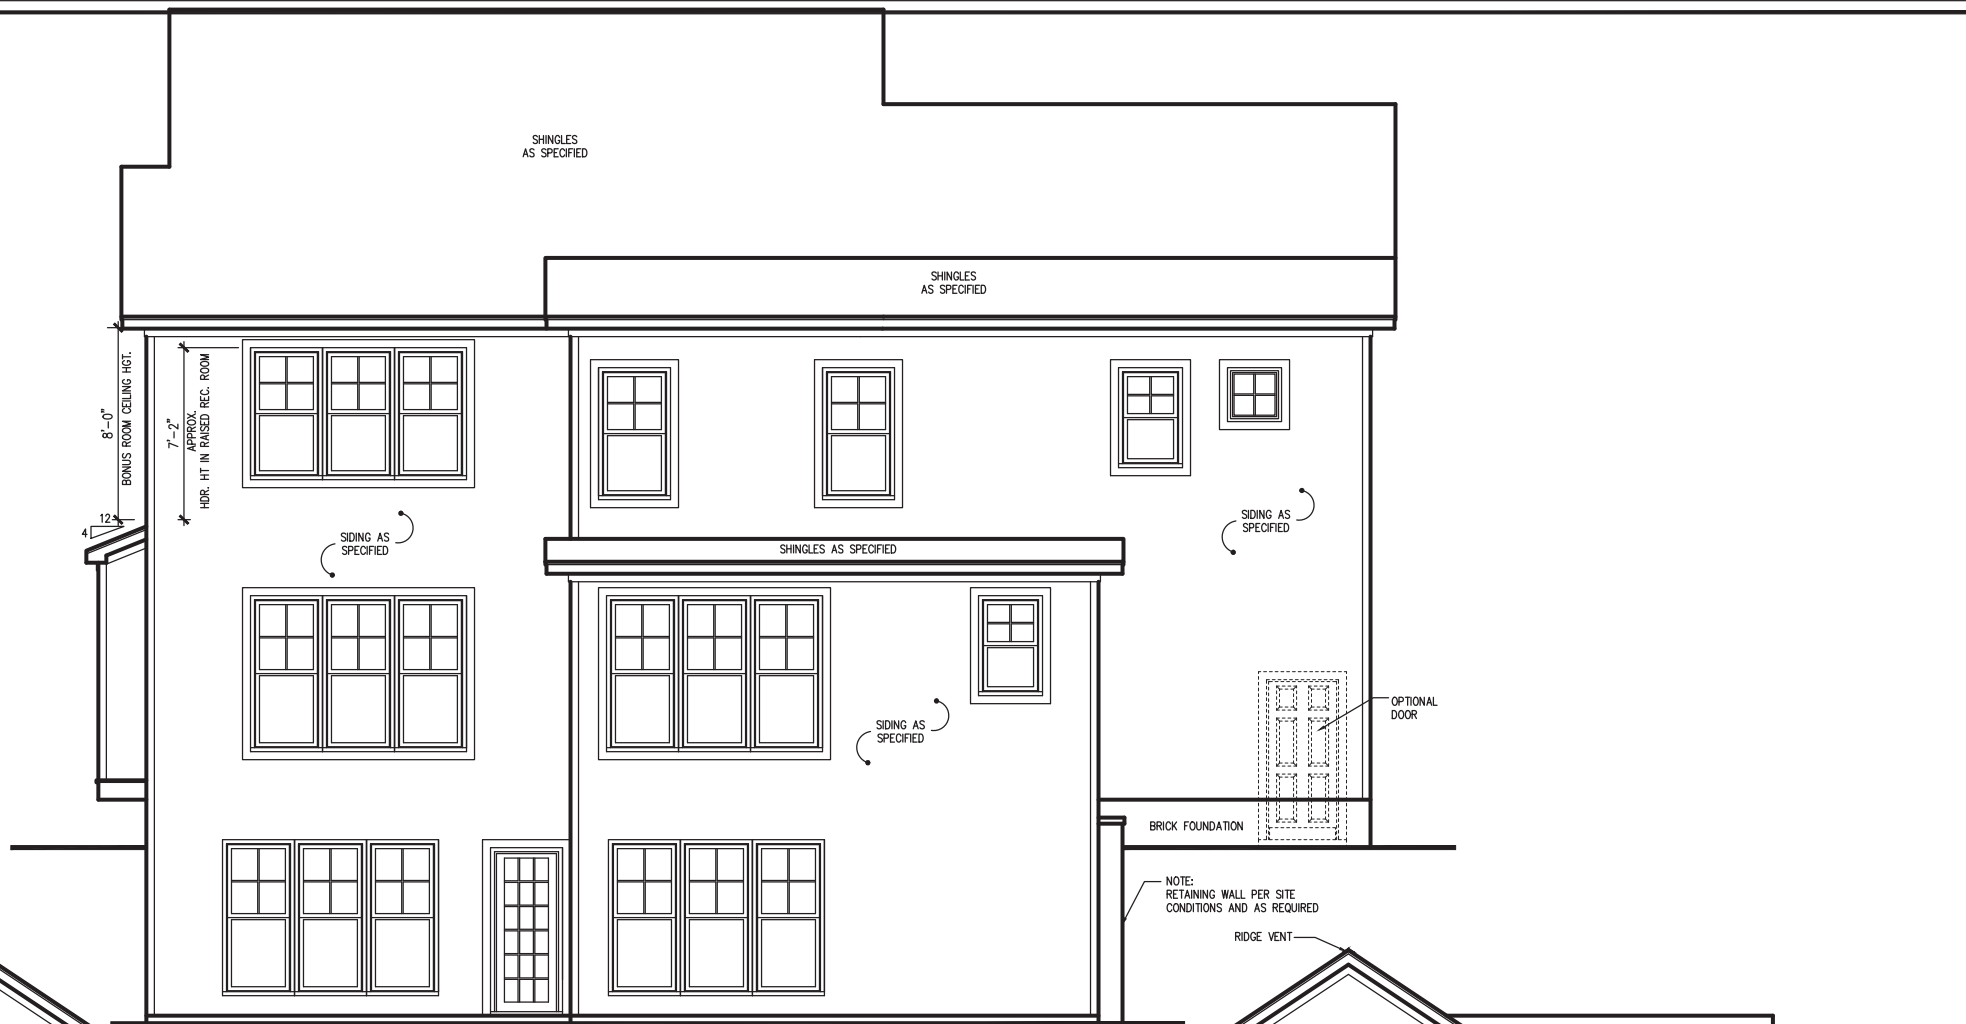 SHINGLES
AS SPECIFIED
SHINGLES
AS SPECIFIED
8'-0"
BONUS ROOM CEILING HGT.
7'-2"
APPROX.
HDR. HT IN RAISED REC. ROOM
12
4
SIDING AS
SPECIFIED
SIDING AS
SPECIFIED
SHINGLES AS SPECIFIED
SIDING AS
SPECIFIED
OPTIONAL
DOOR
BRICK FOUNDATION
NOTE:
RETAINING WALL PER SITE
CONDITIONS AND AS REQUIRED
RIDGE VENT